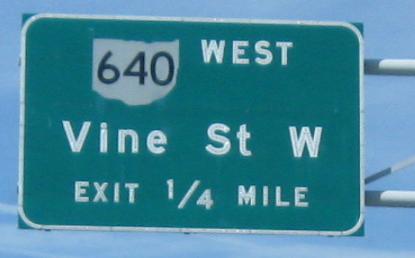 640 WEST
Vine St W
EXIT 1/4 MILE